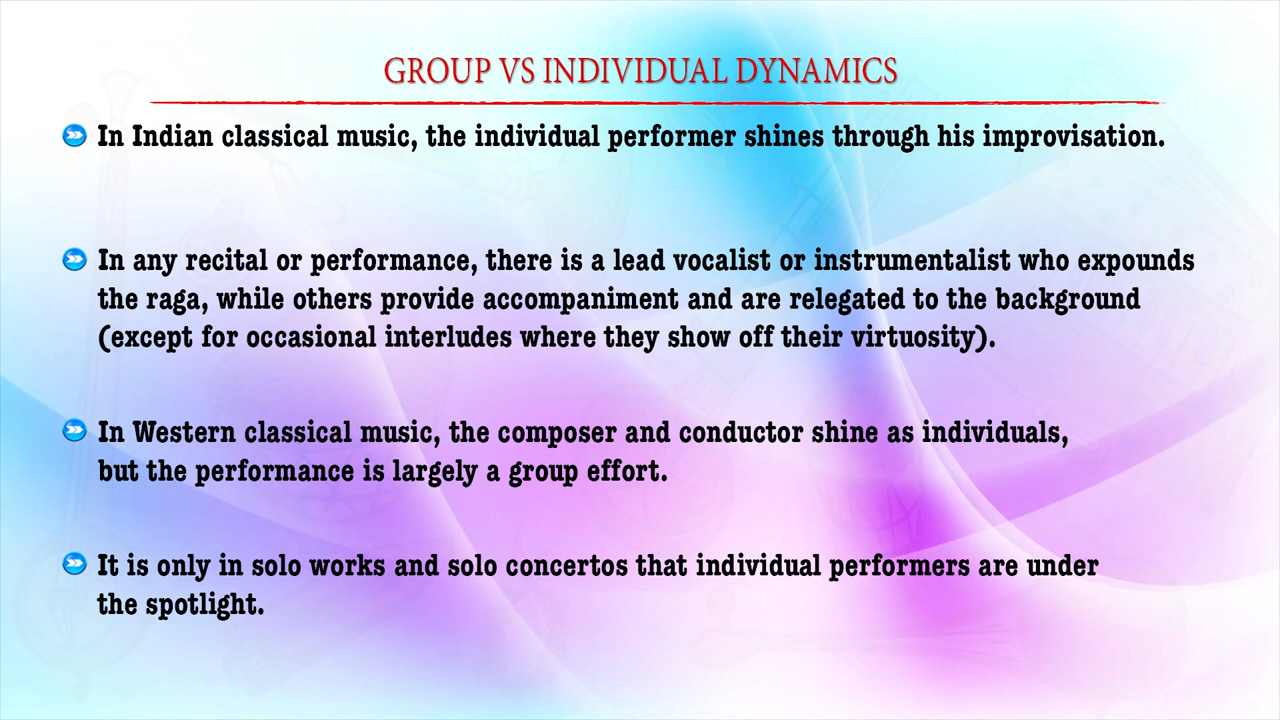 GROUP VS INDIVIDUAL DYNAMICS
In Indian classical music, the individual performer shines through his improvisation.
In any recital or performance, there is a lead vocalist or instrumentalist who expounds
the raga, while others provide accompaniment and are relegated to the background
(except for occasional interludes where they show off their virtuosity).
In Western classical music, the composer and conductor shine as individuals,
but the performance is largely a group effort.
It is only in solo works and solo concertos that individual performers are under
the spotlight.